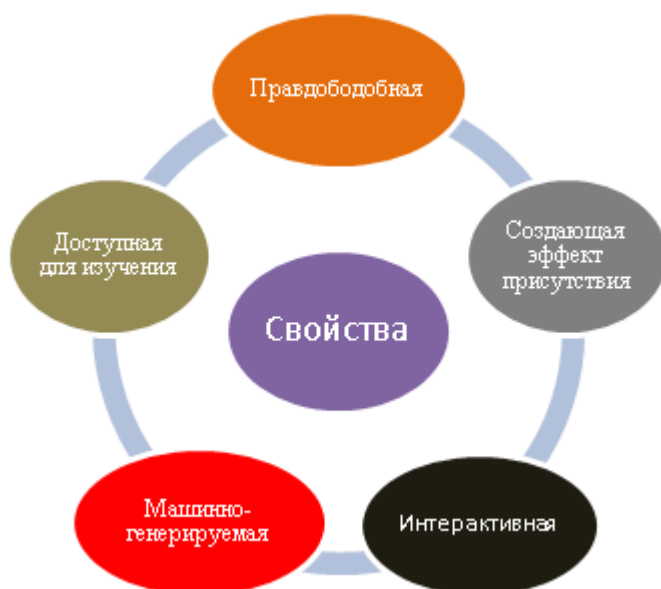 Правдободобная
Создающая
эффект
присутствия
Доступная
для изучения
Свойства
Машинно-
генерируемая
Интерактивная